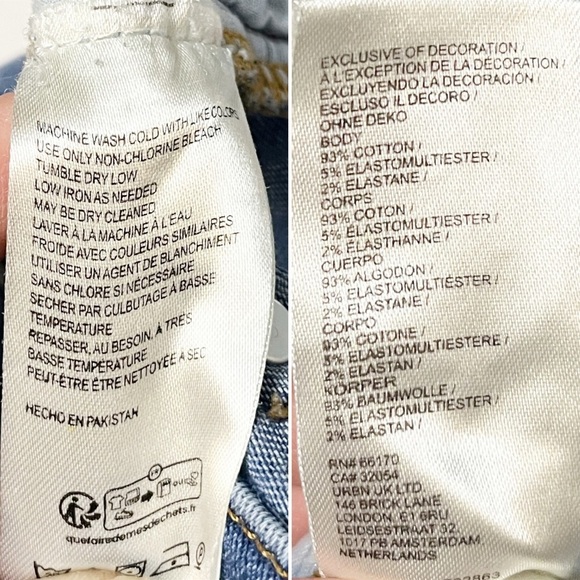 MACHINE WASH COLD WITH LIKE COLORS
USE ONLY NON-CHLORINE BLEACH
TUMBLE DRY LOW
LOW IRON AS NEEDED
MAY BE DRY CLEANED
LAVER À LA MACHINE À L'EAU
FROIDE AVEC COULEURS SIMILAIRES
UTILISER UN AGENT DE BLANCHIMENT
SANS CHLORE SI NÉCESSAIRE
SECHER PAR CULBUTAGE À BASSE
TEMPERATURE
REPASSER, AU BESOIN, À TRÈS
BASSE TEMPÉRATURE
PEUT-ÊTRE ÊTRE NETTOYÉE À SEC
HECHO EN PAKISTAN
OU
quefairedemesdechets.fr
EXCLUSIVE OF DECORATION /
À L'EXCEPTION DE LA DÉCORATION /
EXCLUYENDO LA DECORACIÓN /
ESCLUSO IL DECORO /
OHNE DEKO
BODY
93% COTTON /
5% ELASTOMULTIESTER /
2% ELASTANE /
CORPS
93% COTON /
5% ELASTOMULTIESTER /
2% ÉLASTHANNE /
CUERPO
93% ALGODÓN /
5% ELASTOMULTIÉSTER /
2% ELASTANE /
CORPO
93% COTONE /
5% ELASTOMULTIESTERE /
2% ELASTAN /
KÖRPER
93% BAUMWOLLE /
5% ELASTOMULTIESTER /
2% ELASTAN /
RN# 66170
CA# 32054
URBN UK LTD.
146 BRICK LANE
LONDON, E1 6RU
LEIDSESTRAAT 32
1017 PB AMSTERDAM,
NETHERLANDS